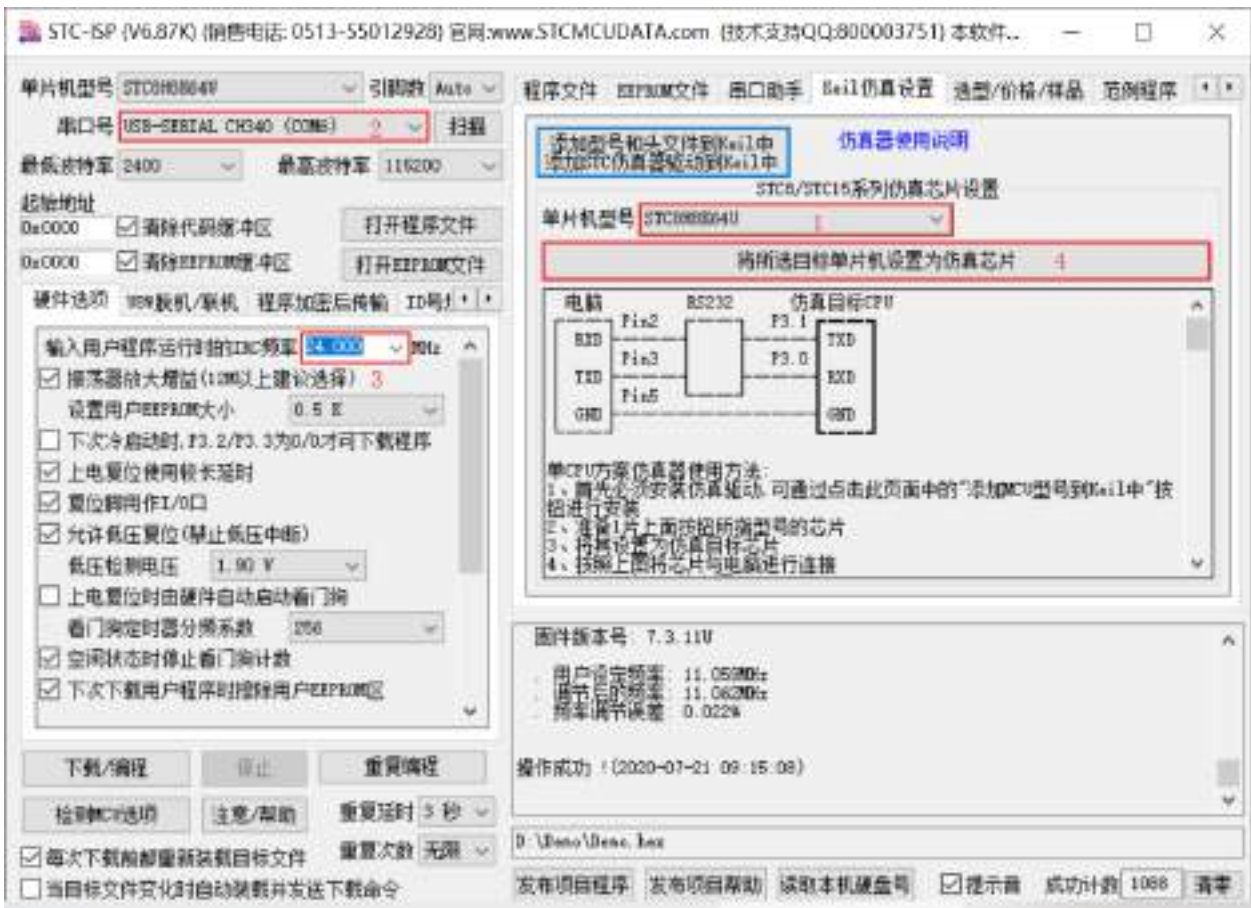 STC-ISP (V6.87K) (销售电话: 0513-55012928) 官网:www.STCMCUDATA.com (技术支持QQ:800003751) 本软件..
单片机型号 STC8H8K64U 引脚数 Auto
串口号 USB-SERIAL CH340 (COM6) 2 扫描
最低波特率 2400 最高波特率 115200
起始地址
0x0000 清除代码缓冲区 打开程序文件
0x0000 清除EEPROM缓冲区 打开EEPROM文件
硬件选项 U8W脱机/联机 程序加密后传输 ID号
输入用户程序运行时的IRC频率 24.000 MHz
振荡器放大增益(12M以上建议选择) 3
设置用户EEPROM大小 0.5 K
下次冷启动时,P3.2/P3.3为0/0才可下载程序
上电复位使用较长延时
复位脚用作I/O口
允许低压复位(禁止低压中断)
低压检测电压 1.90 V
上电复位时由硬件自动启动看门狗
看门狗定时器分频系数 256
空闲状态时停止看门狗计数
下次下载用户程序时擦除用户EEPROM区
下载/编程 停止 重复编程
检测MCU选项 注意/帮助 重复延时 3 秒
每次下载前都重新装载目标文件 重复次数 无限
当目标文件变化时自动装载并发送下载命令
程序文件 EEPROM文件 串口助手 Keil仿真设置 选型/价格/样品 范例程序
添加型号和头文件到Keil中
添加STC仿真器驱动到Keil中
仿真器使用说明
STC8/STC15系列仿真芯片设置
单片机型号 STC8H8K64U 1
将所选目标单片机设置为仿真芯片 4
电脑 RS232 仿真目标CPU
RXD Pin2 P3.1 TXD
TXD Pin3 P3.0 RXD
GND Pin5 GND
单CPU方案仿真器使用方法:
1、首先必须安装仿真驱动,可通过点击此页面中的"添加MCU型号到Keil中"按
钮进行安装
2、准备1片上面按钮所指型号的芯片
3、将其设置为仿真目标芯片
4、按照上图将芯片与电脑进行连接
固件版本号: 7.3.11U
. 用户设定频率: 11.059MHz
. 调节后的频率: 11.062MHz
. 频率调节误差: 0.022%
操作成功 !(2020-07-21 09:15:08)
D:\Demo\Demo.hex
发布项目程序 发布项目帮助 读取本机硬盘号 提示音 成功计数 1088 清零